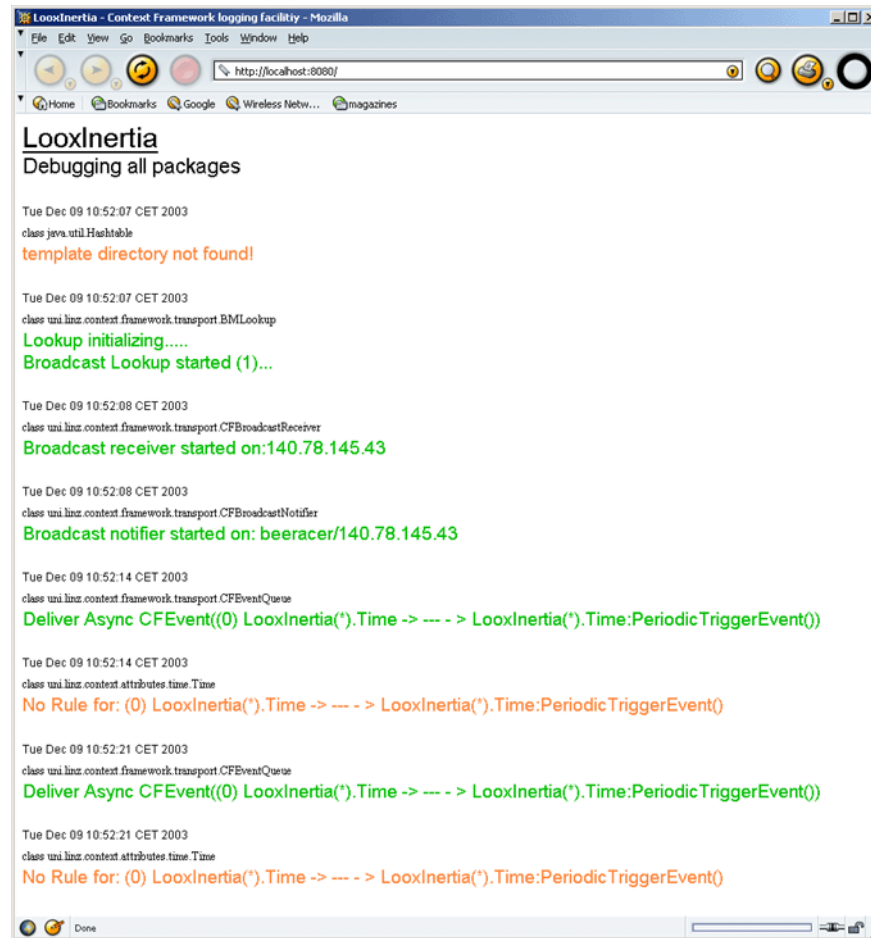 LooxInertia - Context Framework logging facilitiy - Mozilla
File Edit View Go Bookmarks Tools Window Help
http://localhost:8080/
Home Bookmarks Google Wireless Netw... magazines
LooxInertia
Debugging all packages
Tue Dec 09 10:52:07 CET 2003
class java.util.Hashtable
template directory not found!
Tue Dec 09 10:52:07 CET 2003
class uni.linz.context.framework.transport.BMLookup
Lookup initializing.....
Broadcast Lookup started (1)...
Tue Dec 09 10:52:08 CET 2003
class uni.linz.context.framework.transport.CFBroadcastReceiver
Broadcast receiver started on:140.78.145.43
Tue Dec 09 10:52:08 CET 2003
class uni.linz.context.framework.transport.CFBroadcastNotifier
Broadcast notifier started on: beeracer/140.78.145.43
Tue Dec 09 10:52:14 CET 2003
class uni.linz.context.framework.transport.CFEventQueue
Deliver Async CFEvent((0) LooxInertia(*).Time -> --- - > LooxInertia(*).Time:PeriodicTriggerEvent())
Tue Dec 09 10:52:14 CET 2003
class uni.linz.context.attributes.time.Time
No Rule for: (0) LooxInertia(*).Time -> --- - > LooxInertia(*).Time:PeriodicTriggerEvent()
Tue Dec 09 10:52:21 CET 2003
class uni.linz.context.framework.transport.CFEventQueue
Deliver Async CFEvent((0) LooxInertia(*).Time -> --- - > LooxInertia(*).Time:PeriodicTriggerEvent())
Tue Dec 09 10:52:21 CET 2003
class uni.linz.context.attributes.time.Time
No Rule for: (0) LooxInertia(*).Time -> --- - > LooxInertia(*).Time:PeriodicTriggerEvent()
Done